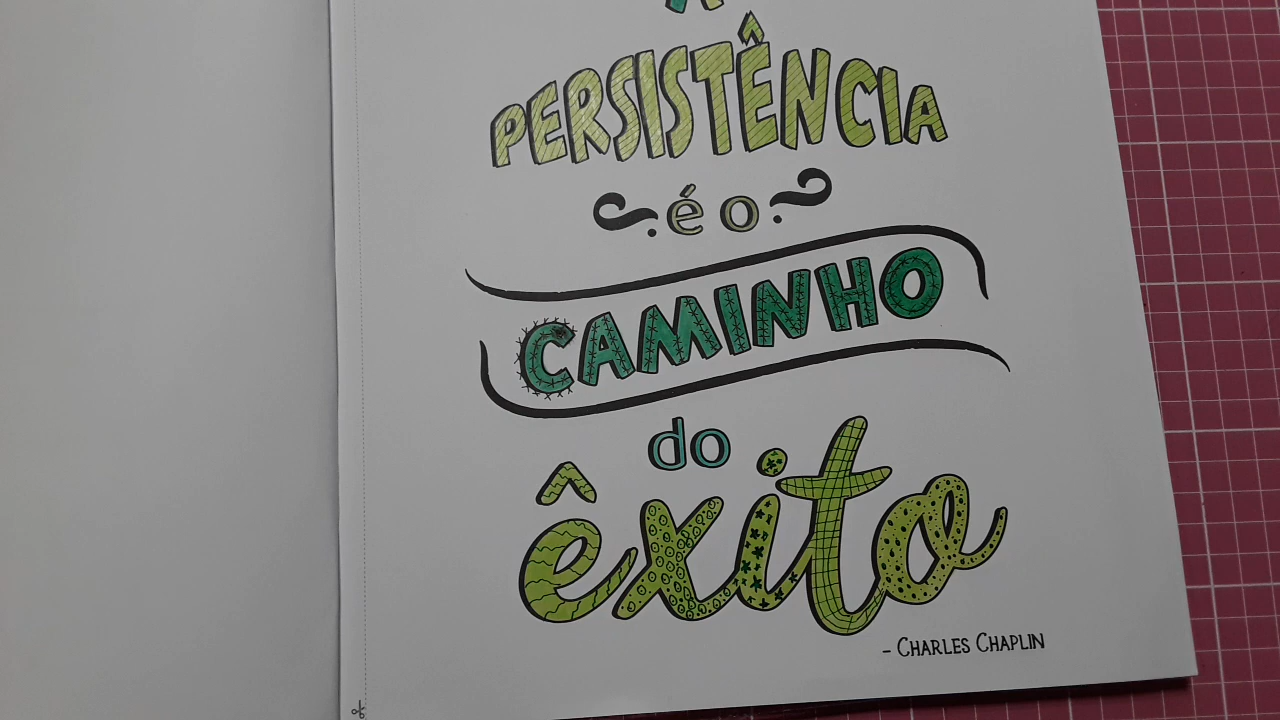 A
PERSISTÊNCIA
é o
CAMINHO
do
êxito
- CHARLES CHAPLIN